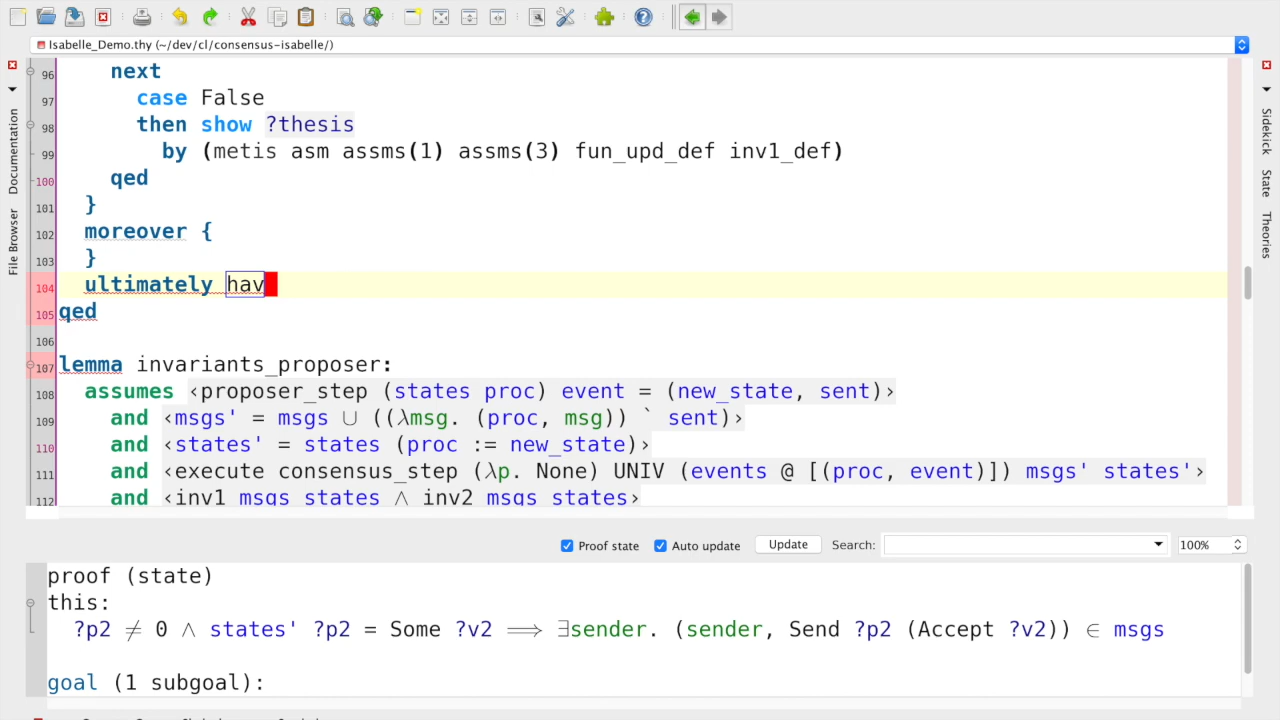 Isabelle_Demo.thy (~/dev/cl/consensus-isabelle/)
96 next
97 case False
98 then show ?thesis
99 by (metis asm assms(1) assms(3) fun_upd_def inv1_def)
100 qed
101 }
102 moreover {
103 }
104 ultimately hav
105 qed
106
107 lemma invariants_proposer:
108 assumes ‹proposer_step (states proc) event = (new_state, sent)›
109 and ‹msgs' = msgs ∪ ((λmsg. (proc, msg)) ` sent)›
110 and ‹states' = states (proc := new_state)›
111 and ‹execute consensus_step (λp. None) UNIV (events @ [(proc, event)]) msgs' states'›
112 and ‹inv1 msgs states ∧ inv2 msgs states›
Documentation
File Browser
Sidekick
State
Theories
Proof state Auto update Update Search: 100%
proof (state)
this:
?p2 ≠ 0 ∧ states' ?p2 = Some ?v2 ⟹ ∃sender. (sender, Send ?p2 (Accept ?v2)) ∈ msgs
goal (1 subgoal):